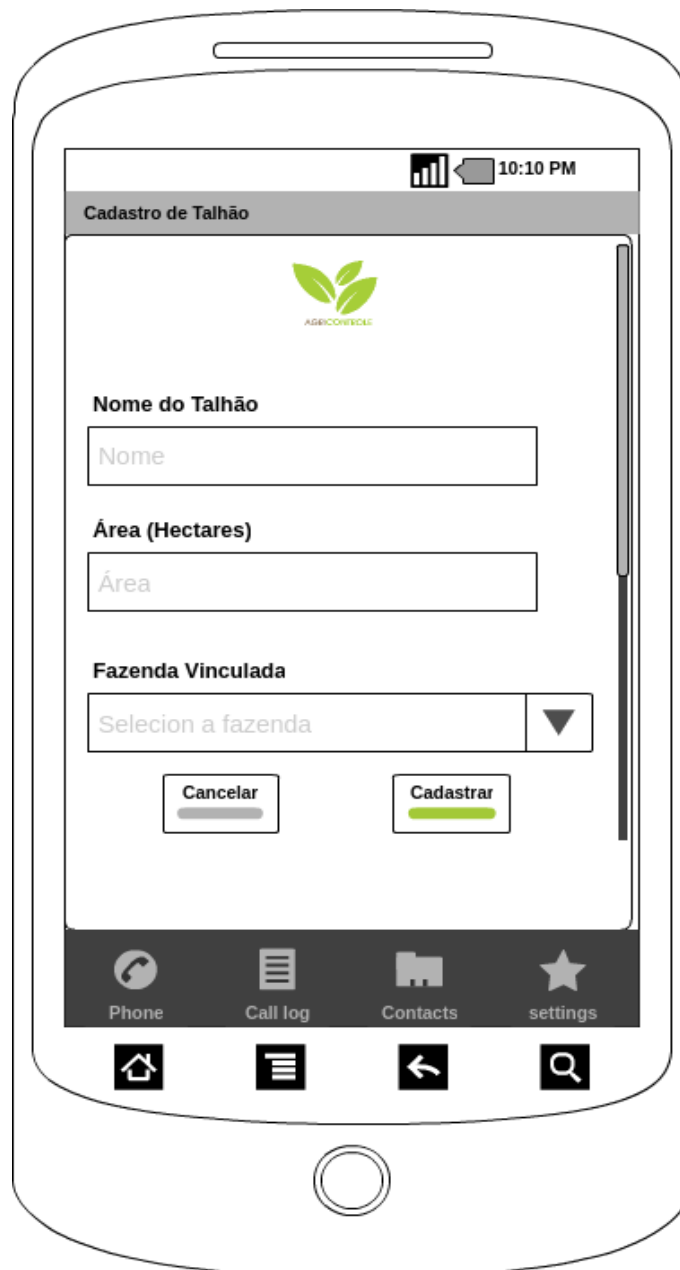 10:10 PM
Cadastro de Talhão
AGRICONTROLE
Nome do Talhão
Nome
Área (Hectares)
Área
Fazenda Vinculada
Selecion a fazenda
Cancelar Cadastrar
Phone Call log Contacts settings